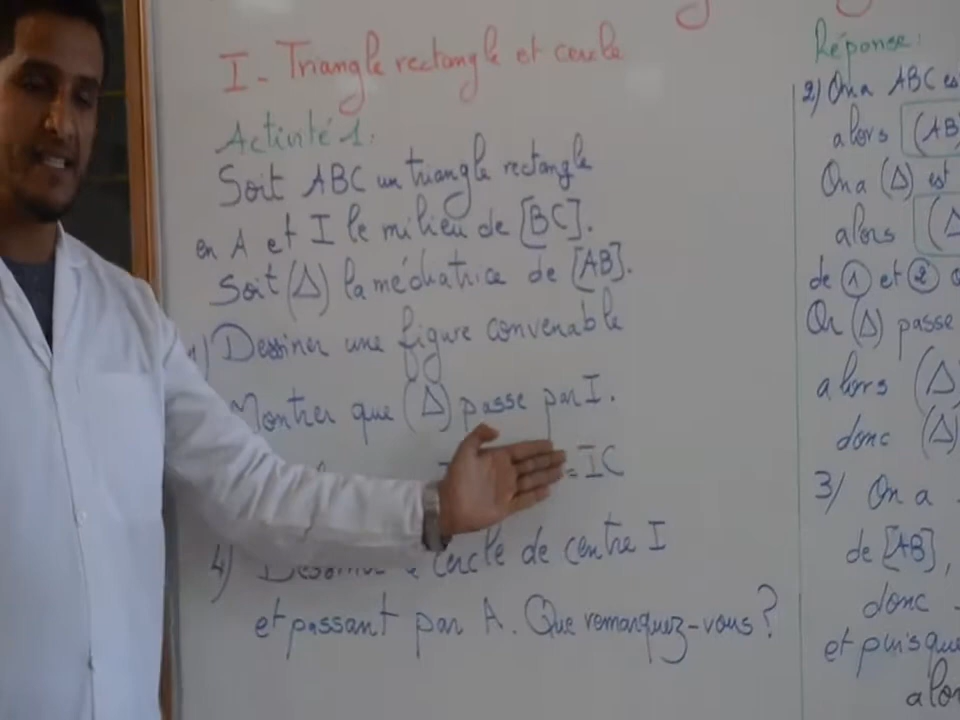 I - Triangle rectangle et cercle
Activité 1:
Soit ABC un triangle rectangle
en A et I le milieu de [BC].
Soit (Δ) la médiatrice de [AB].
1) Dessiner une figure convenable
Montrer que (Δ) passe par I.
= IC
4) cercle de centre I
et passant par A. Que remarquez-vous ?
Réponse:
2) On a ABC es
alors (AB)
On a (Δ) est
alors (Δ
de ① et ②
Or (Δ) passe
alors (Δ
donc (Δ)
3/ On a
de [AB],
donc
et puisque
alor